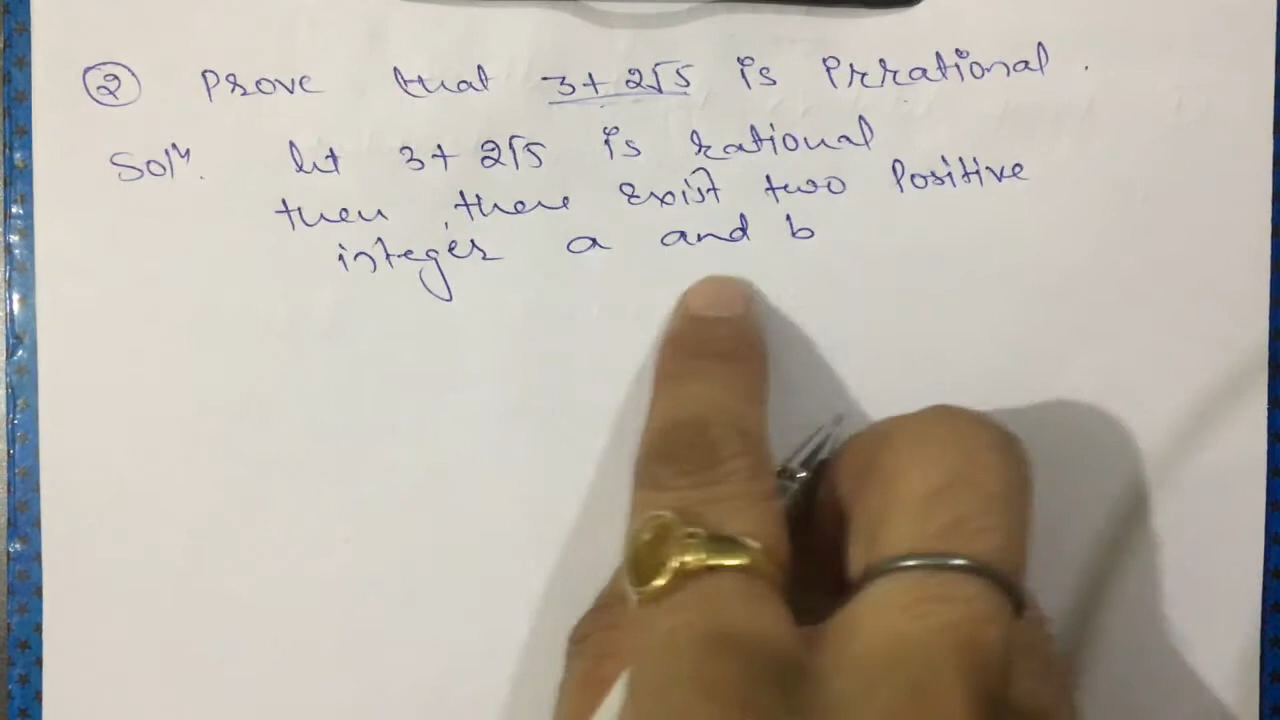 ② Prove that 3+2√5 is Irrational.
Solⁿ. let 3+2√5 is rational
then, there exist two Positive
integer a and b